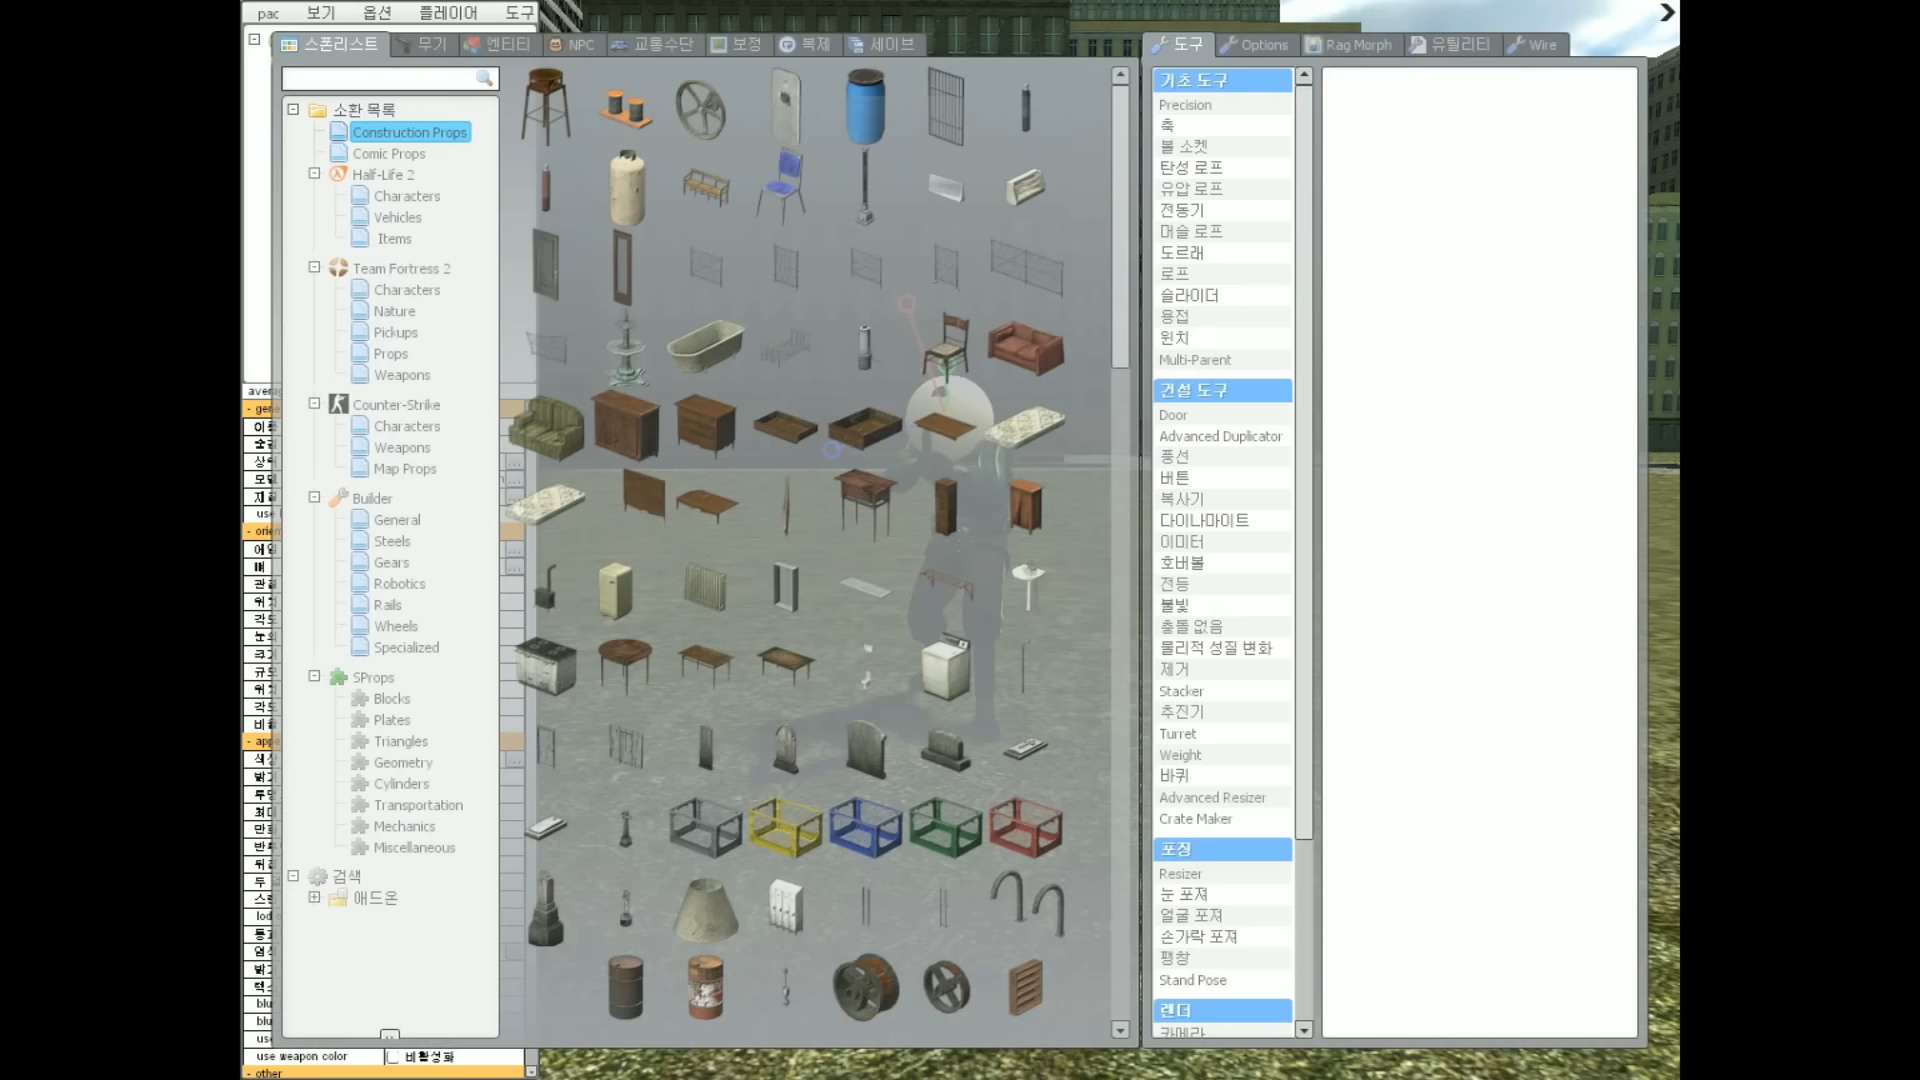 pac 보기 옵션 플레이어 도구
스폰리스트 무기 엔티티 NPC 교통수단 보정 복제 세이브
소환 목록
Construction Props
Comic Props
Half-Life 2
Characters
Vehicles
Items
Team Fortress 2
Characters
Nature
Pickups
Props
Weapons
Counter-Strike
Characters
Weapons
Map Props
Builder
General
Steels
Gears
Robotics
Rails
Wheels
Specialized
SProps
Blocks
Plates
Triangles
Geometry
Cylinders
Transportation
Mechanics
Miscellaneous
검색
애드온
use weapon color 비활성화
- other
도구 Options Rag Morph 유틸리티 Wire
기초 도구
Precision
축
볼 소켓
탄성 로프
유압 로프
전동기
머슬 로프
도르래
로프
슬라이더
용접
윈치
Multi-Parent
건설 도구
Door
Advanced Duplicator
풍선
버튼
복사기
다이나마이트
이미터
호버볼
전등
불빛
충돌 없음
물리적 성질 변화
제거
Stacker
추진기
Turret
Weight
바퀴
Advanced Resizer
Crate Maker
포징
Resizer
눈 포져
얼굴 포져
손가락 포져
팽창
Stand Pose
렌더
카메라